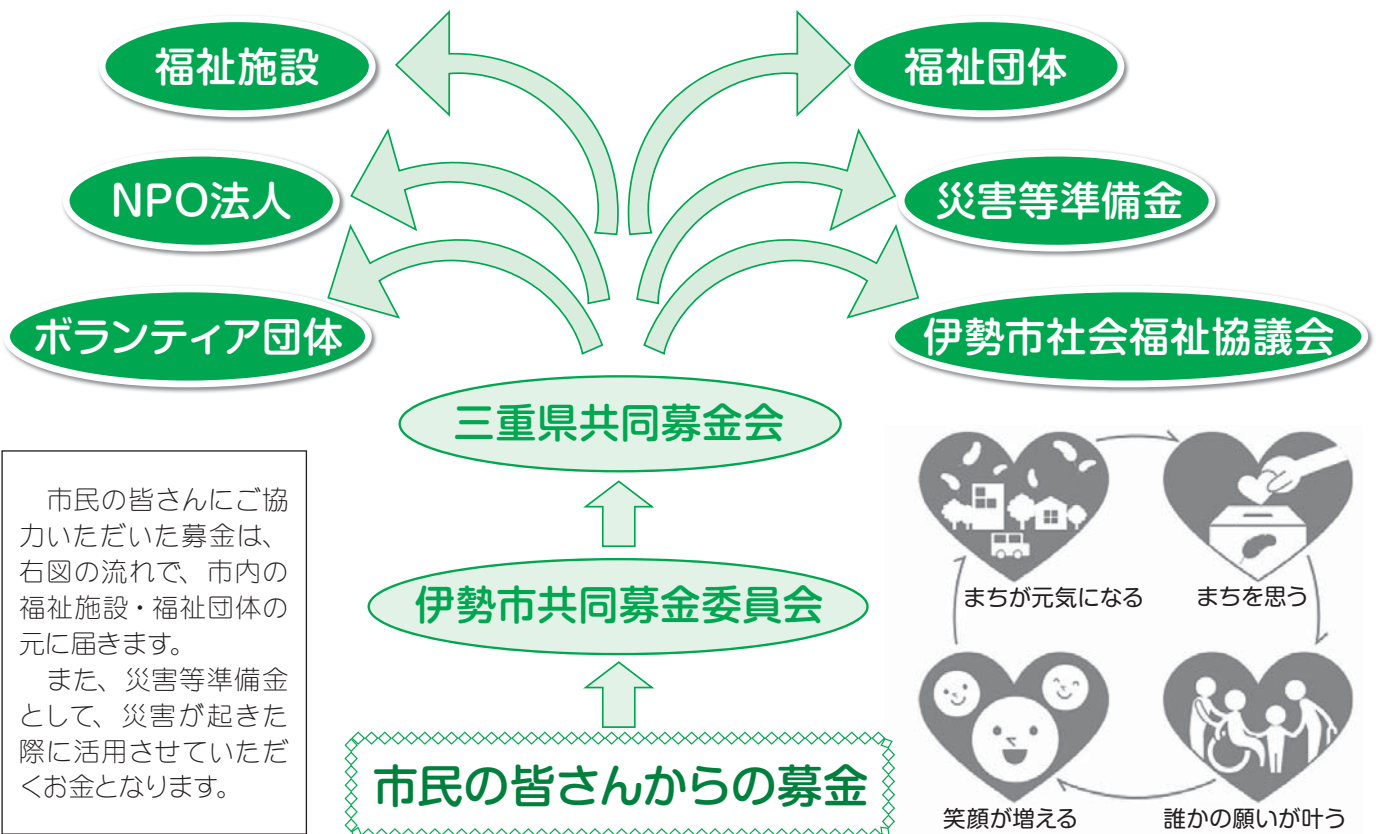 福祉施設
福祉団体
NPO法人
災害等準備金
ボランティア団体
伊勢市社会福祉協議会
三重県共同募金会
伊勢市共同募金委員会
市民の皆さんからの募金
　市民の皆さんにご協
力いただいた募金は、
右図の流れで、市内の
福祉施設・福祉団体の
元に届きます。
　また、災害等準備金
として、災害が起きた
際に活用させていただ
くお金となります。
まちが元気になる
まちを思う
笑顔が増える
誰かの願いが叶う